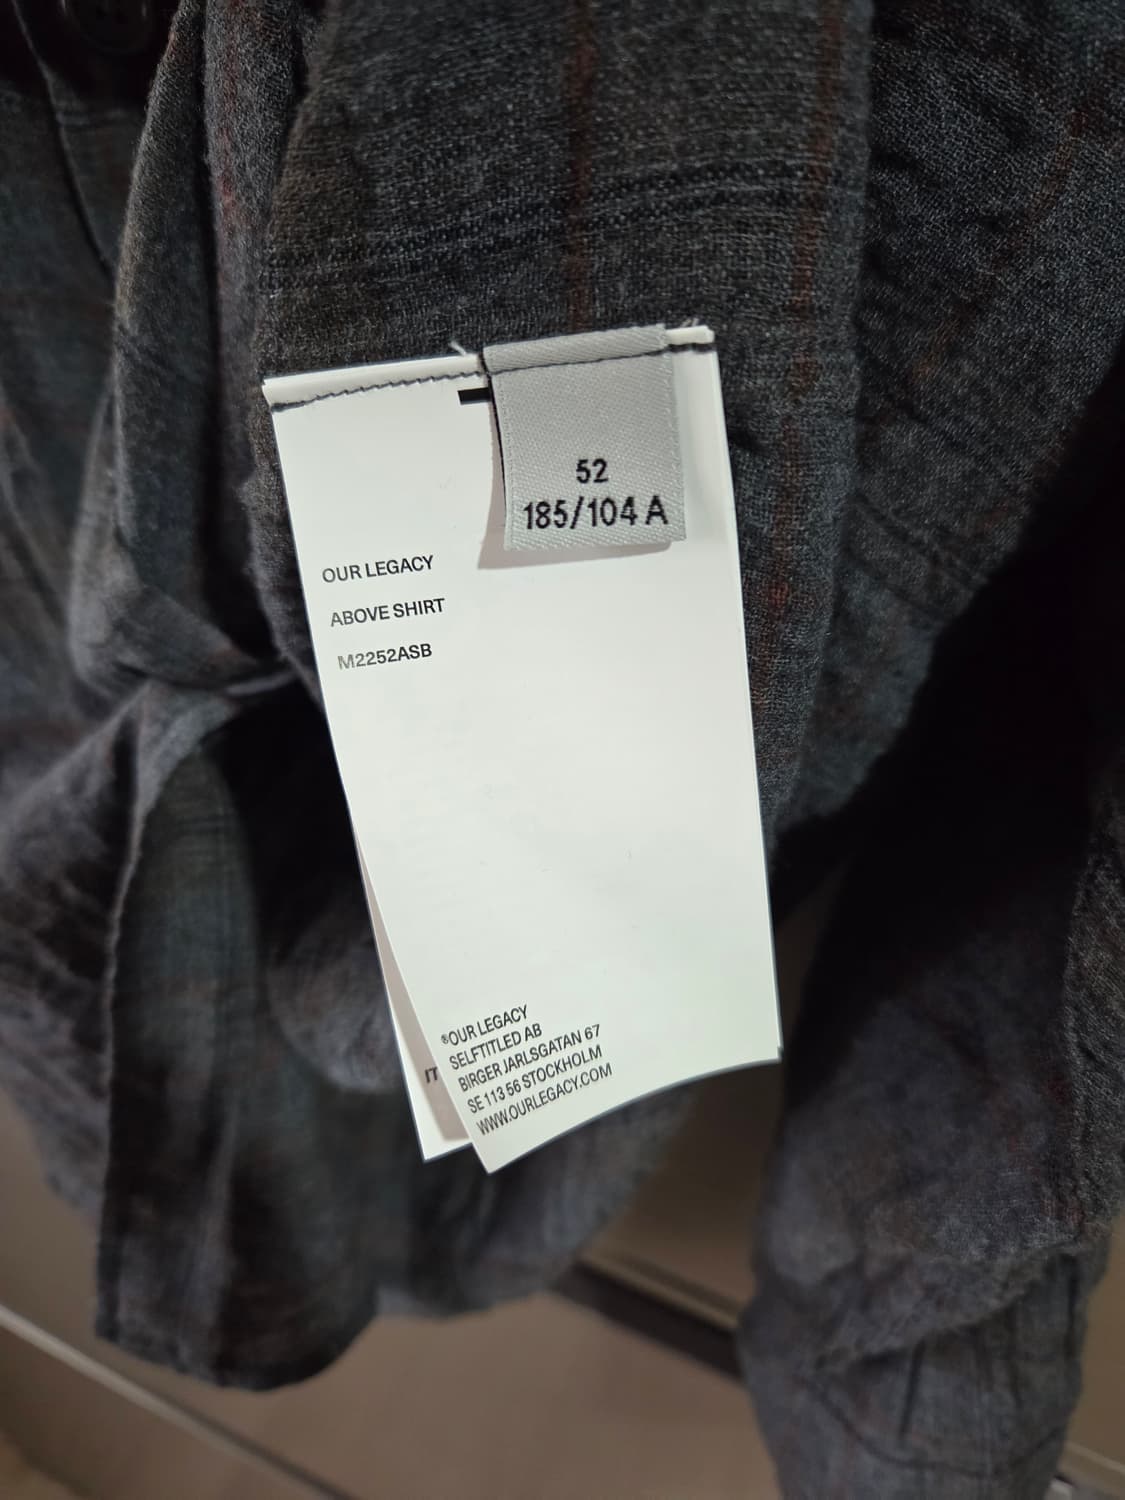 52
185/104 A
OUR LEGACY
ABOVE SHIRT
M2252ASB
®OUR LEGACY
SELFTITLED AB
BIRGER JARLSGATAN 67
SE 113 56 STOCKHOLM
WWW.OURLEGACY.COM
IT